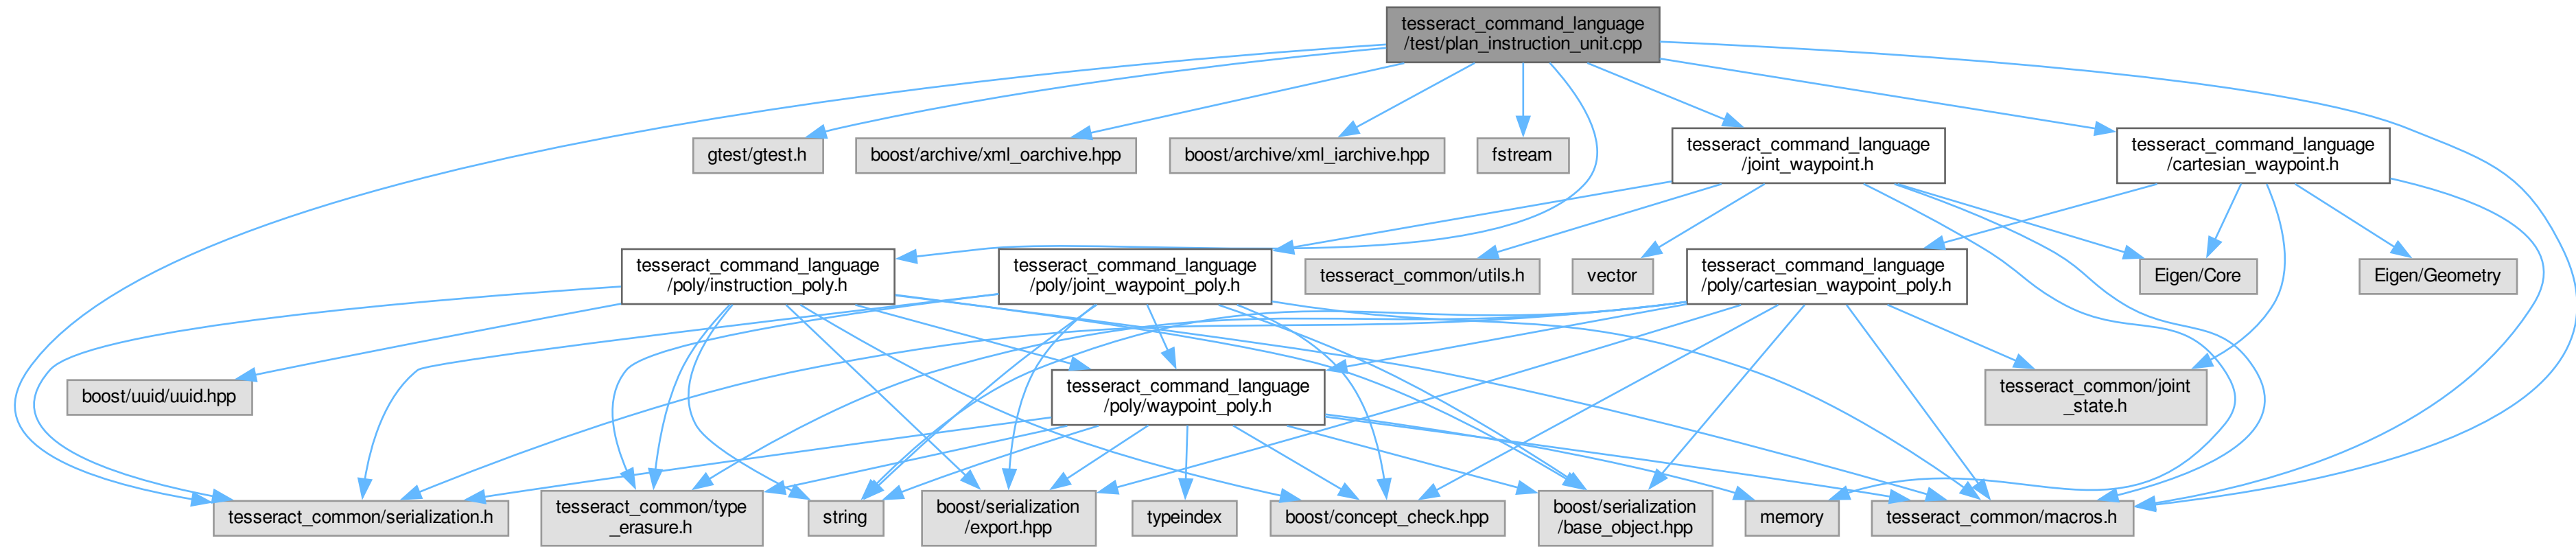 tesseract_command_language
/test/plan_instruction_unit.cpp
gtest/gtest.h
boost/archive/xml_oarchive.hpp
boost/archive/xml_iarchive.hpp
fstream
tesseract_command_language
/joint_waypoint.h
tesseract_command_language
/cartesian_waypoint.h
tesseract_command_language
/poly/instruction_poly.h
tesseract_command_language
/poly/joint_waypoint_poly.h
tesseract_common/utils.h
vector
tesseract_command_language
/poly/cartesian_waypoint_poly.h
Eigen/Core
Eigen/Geometry
boost/uuid/uuid.hpp
tesseract_command_language
/poly/waypoint_poly.h
tesseract_common/joint
_state.h
tesseract_common/serialization.h
tesseract_common/type
_erasure.h
string
boost/serialization
/export.hpp
typeindex
boost/concept_check.hpp
boost/serialization
/base_object.hpp
memory
tesseract_common/macros.h